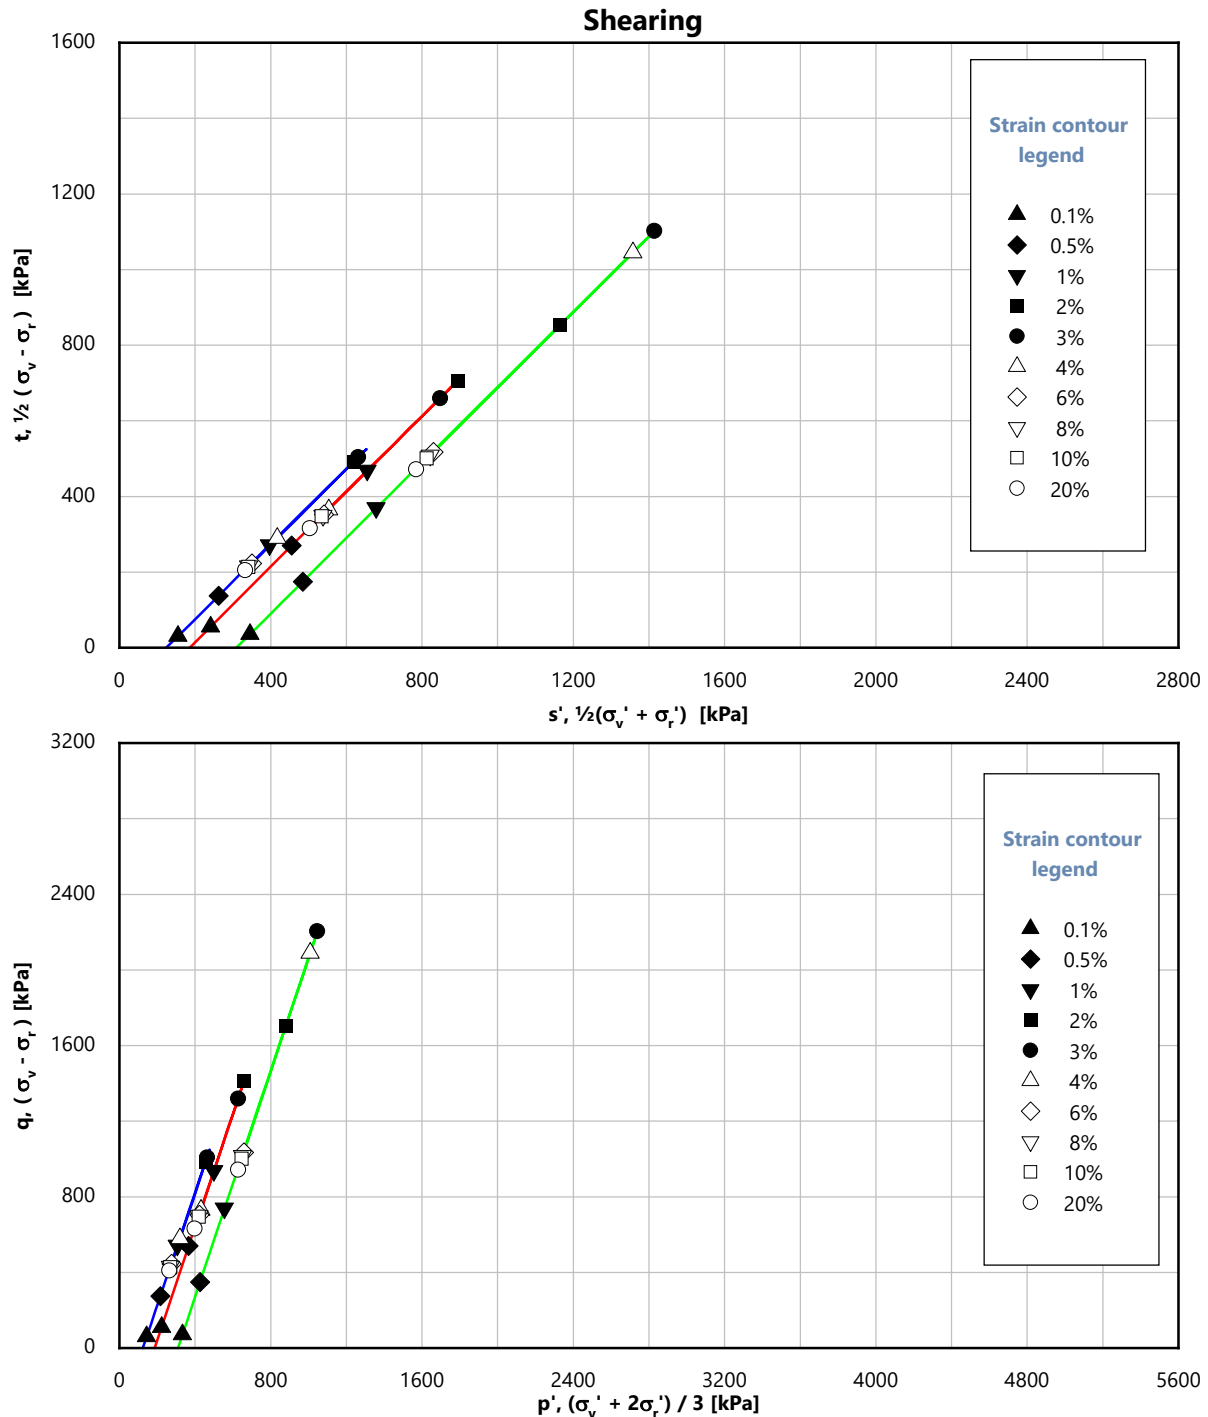 Shearing
1600
1200
800
400
0
t, ½ ( σv - σr ) [kPa]
Strain contour
legend
0.1%
0.5%
1%
2%
3%
4%
6%
8%
10%
20%
0 400 800 1200 1600 2000 2400 2800
s', ½(σv' + σr') [kPa]
3200
2400
1600
800
0
q, ( σv - σr ) [kPa]
Strain contour
legend
0.1%
0.5%
1%
2%
3%
4%
6%
8%
10%
20%
0 800 1600 2400 3200 4000 4800 5600
p', (σv' + 2σr') / 3 [kPa]